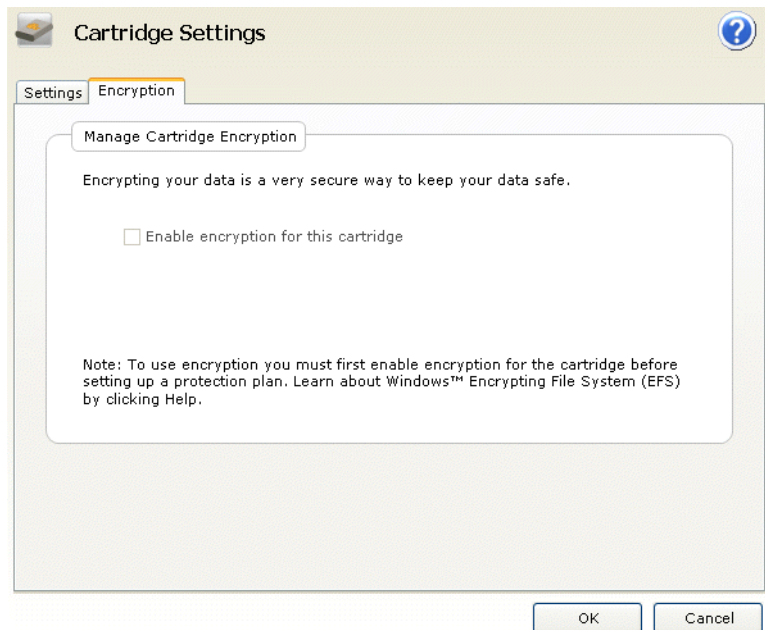 Cartridge Settings
?
Settings
Encryption
Manage Cartridge Encryption
Encrypting your data is a very secure way to keep your data safe.
Enable encryption for this cartridge
Note: To use encryption you must first enable encryption for the cartridge before
setting up a protection plan. Learn about Windows™ Encrypting File System (EFS)
by clicking Help.
OK
Cancel